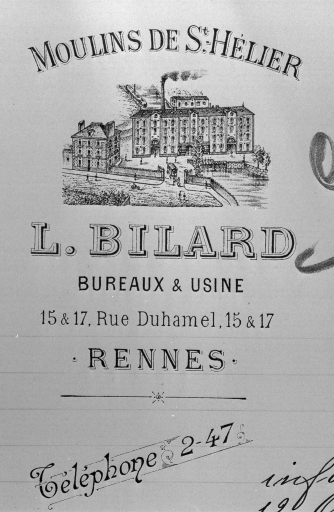 MOULINS DE St. HÉLIER
L. BILARD
BUREAUX & USINE
15 & 17, Rue Duhamel, 15 & 17
· RENNES ·
Téléphone 2-47